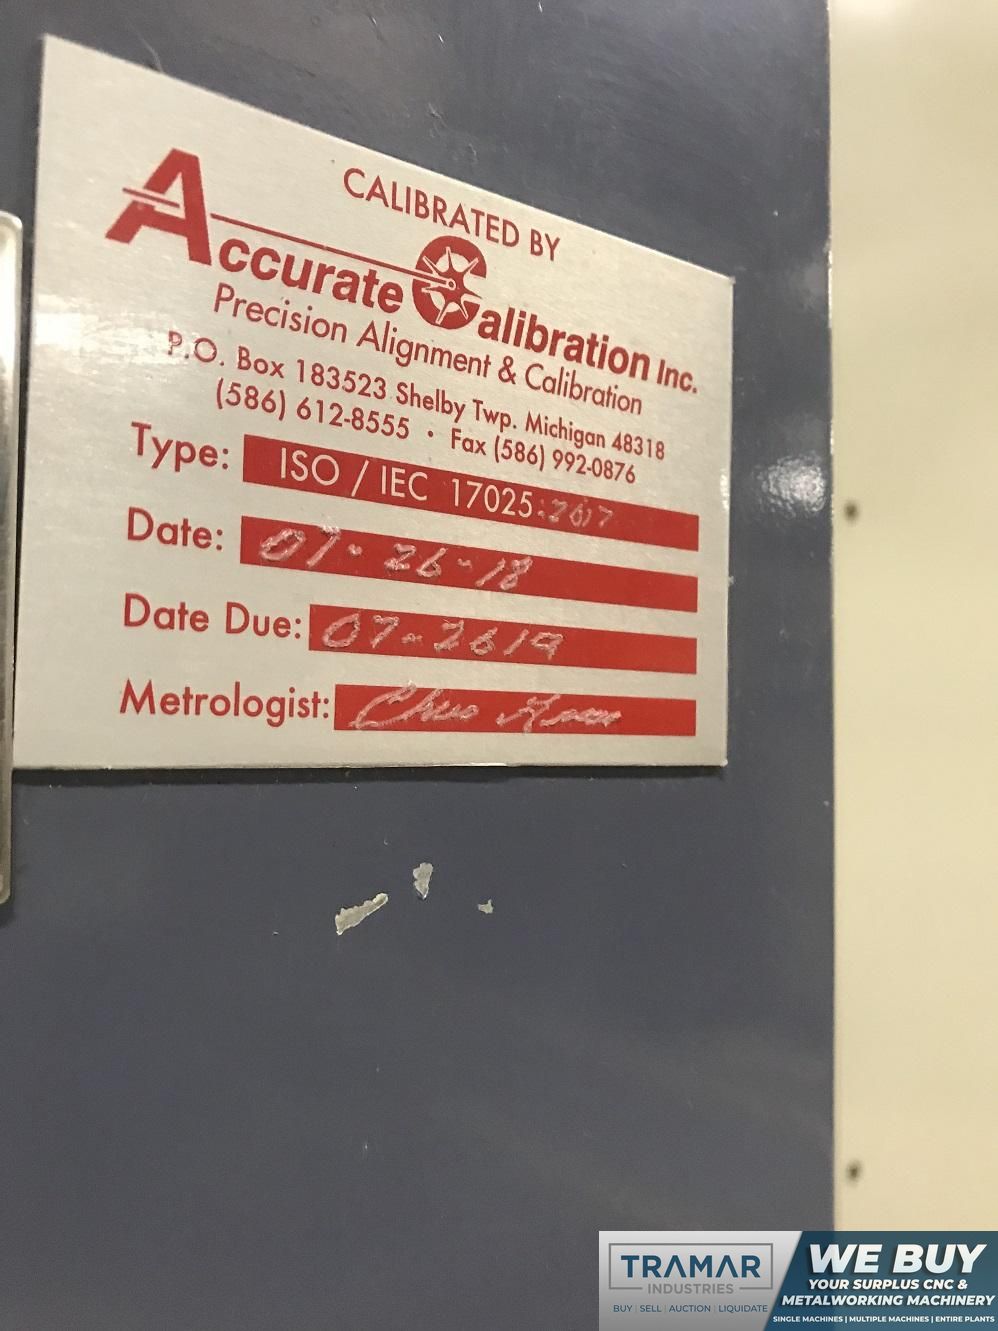 CALIBRATED BY
Accurate Calibration Inc.
Precision Alignment & Calibration
P.O. Box 183523 Shelby Twp. Michigan 48318
(586) 612-8555 • Fax (586) 992-0876
Type: ISO / IEC 17025:2017
Date: 07-26-18
Date Due: 07-2619
Metrologist: Chris
TRAMAR
INDUSTRIES
BUY | SELL | AUCTION | LIQUIDATE
WE BUY
YOUR SURPLUS CNC &
METALWORKING MACHINERY
SINGLE MACHINES | MULTIPLE MACHINES | ENTIRE PLANTS